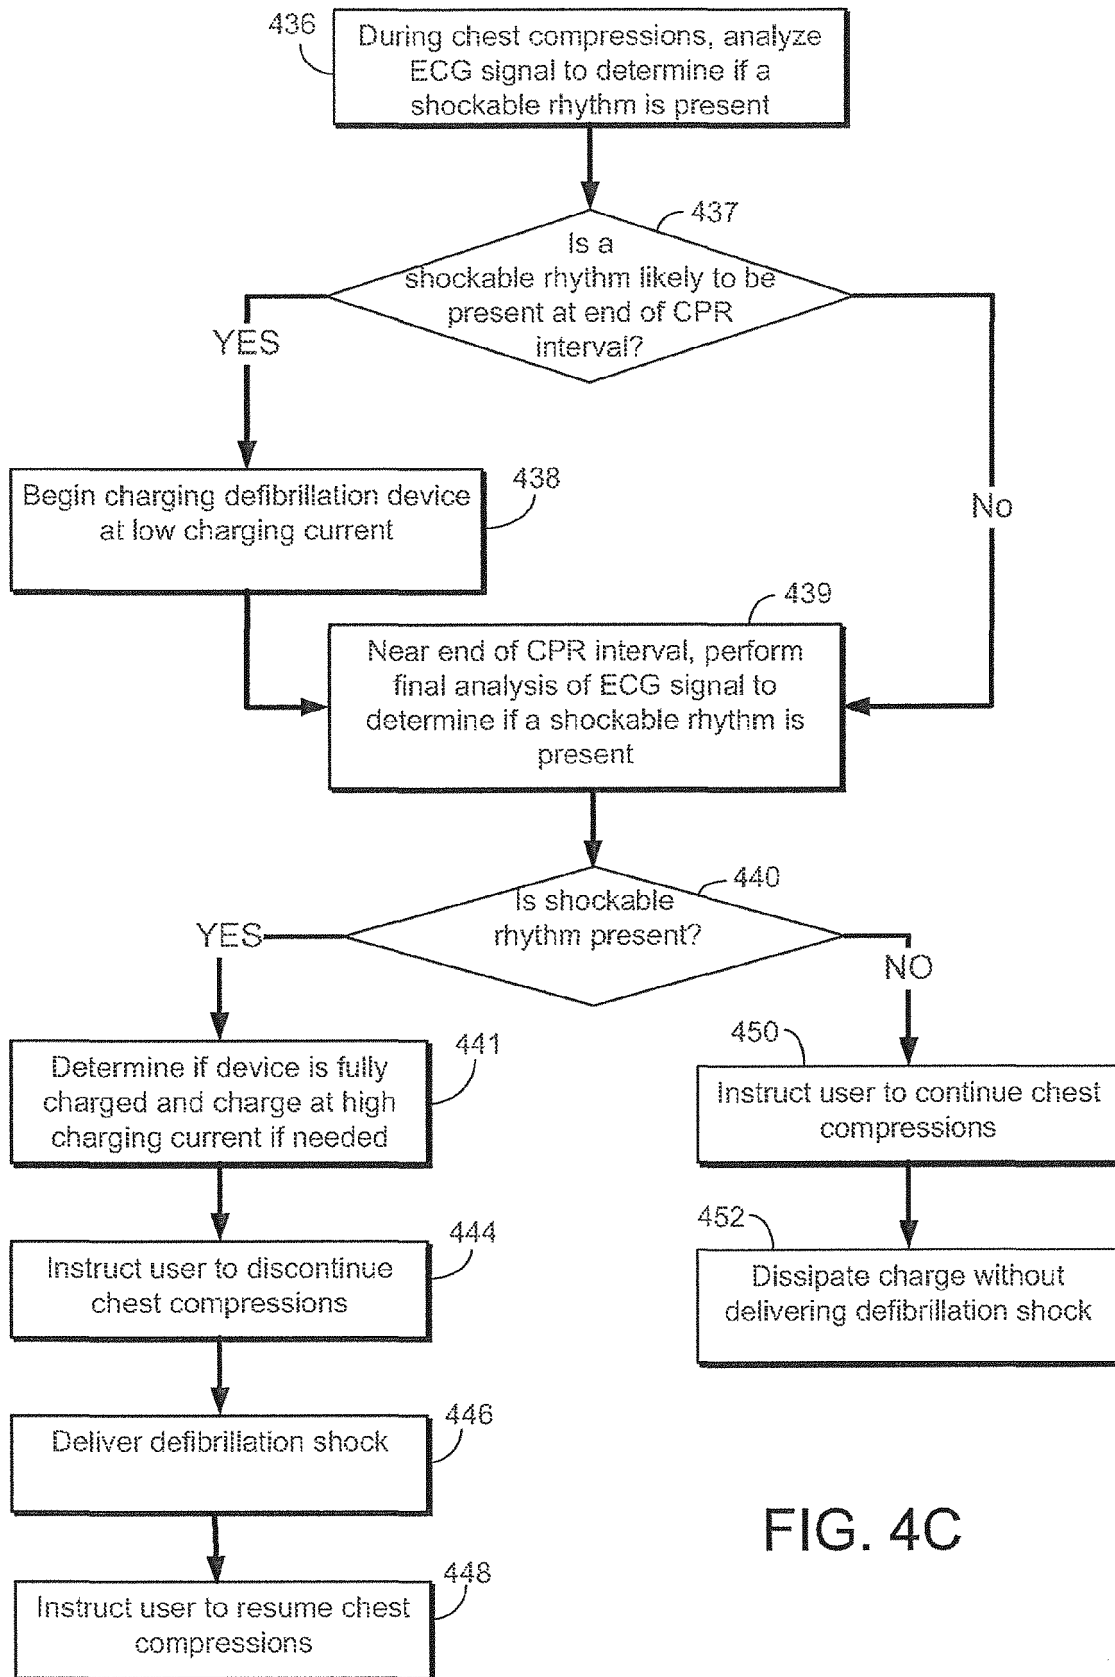 436
During chest compressions, analyze
ECG signal to determine if a
shockable rhythm is present
437
Is a
shockable rhythm likely to be
present at end of CPR
interval?
YES
No
438
Begin charging defibrillation device
at low charging current
439
Near end of CPR interval, perform
final analysis of ECG signal to
determine if a shockable rhythm is
present
440
Is shockable
rhythm present?
YES
NO
441
Determine if device is fully
charged and charge at high
charging current if needed
450
Instruct user to continue chest
compressions
444
Instruct user to discontinue
chest compressions
452
Dissipate charge without
delivering defibrillation shock
446
Deliver defibrillation shock
448
Instruct user to resume chest
compressions
FIG. 4C